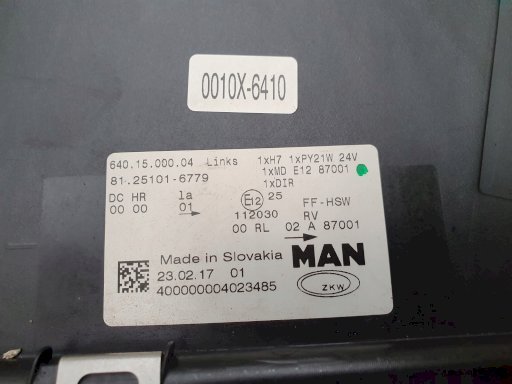 0010X-6410
640.15.000.04 Links 1xH7 1xPY21W 24V
81.25101-6779 1xMD E12 87001
1xDIR
DC HR 1a E12 25 FF-HSW
00 00 01 112030 RV
00 RL 02 A 87001
Made in Slovakia MAN
23.02.17 01 ZKW
400000004023485